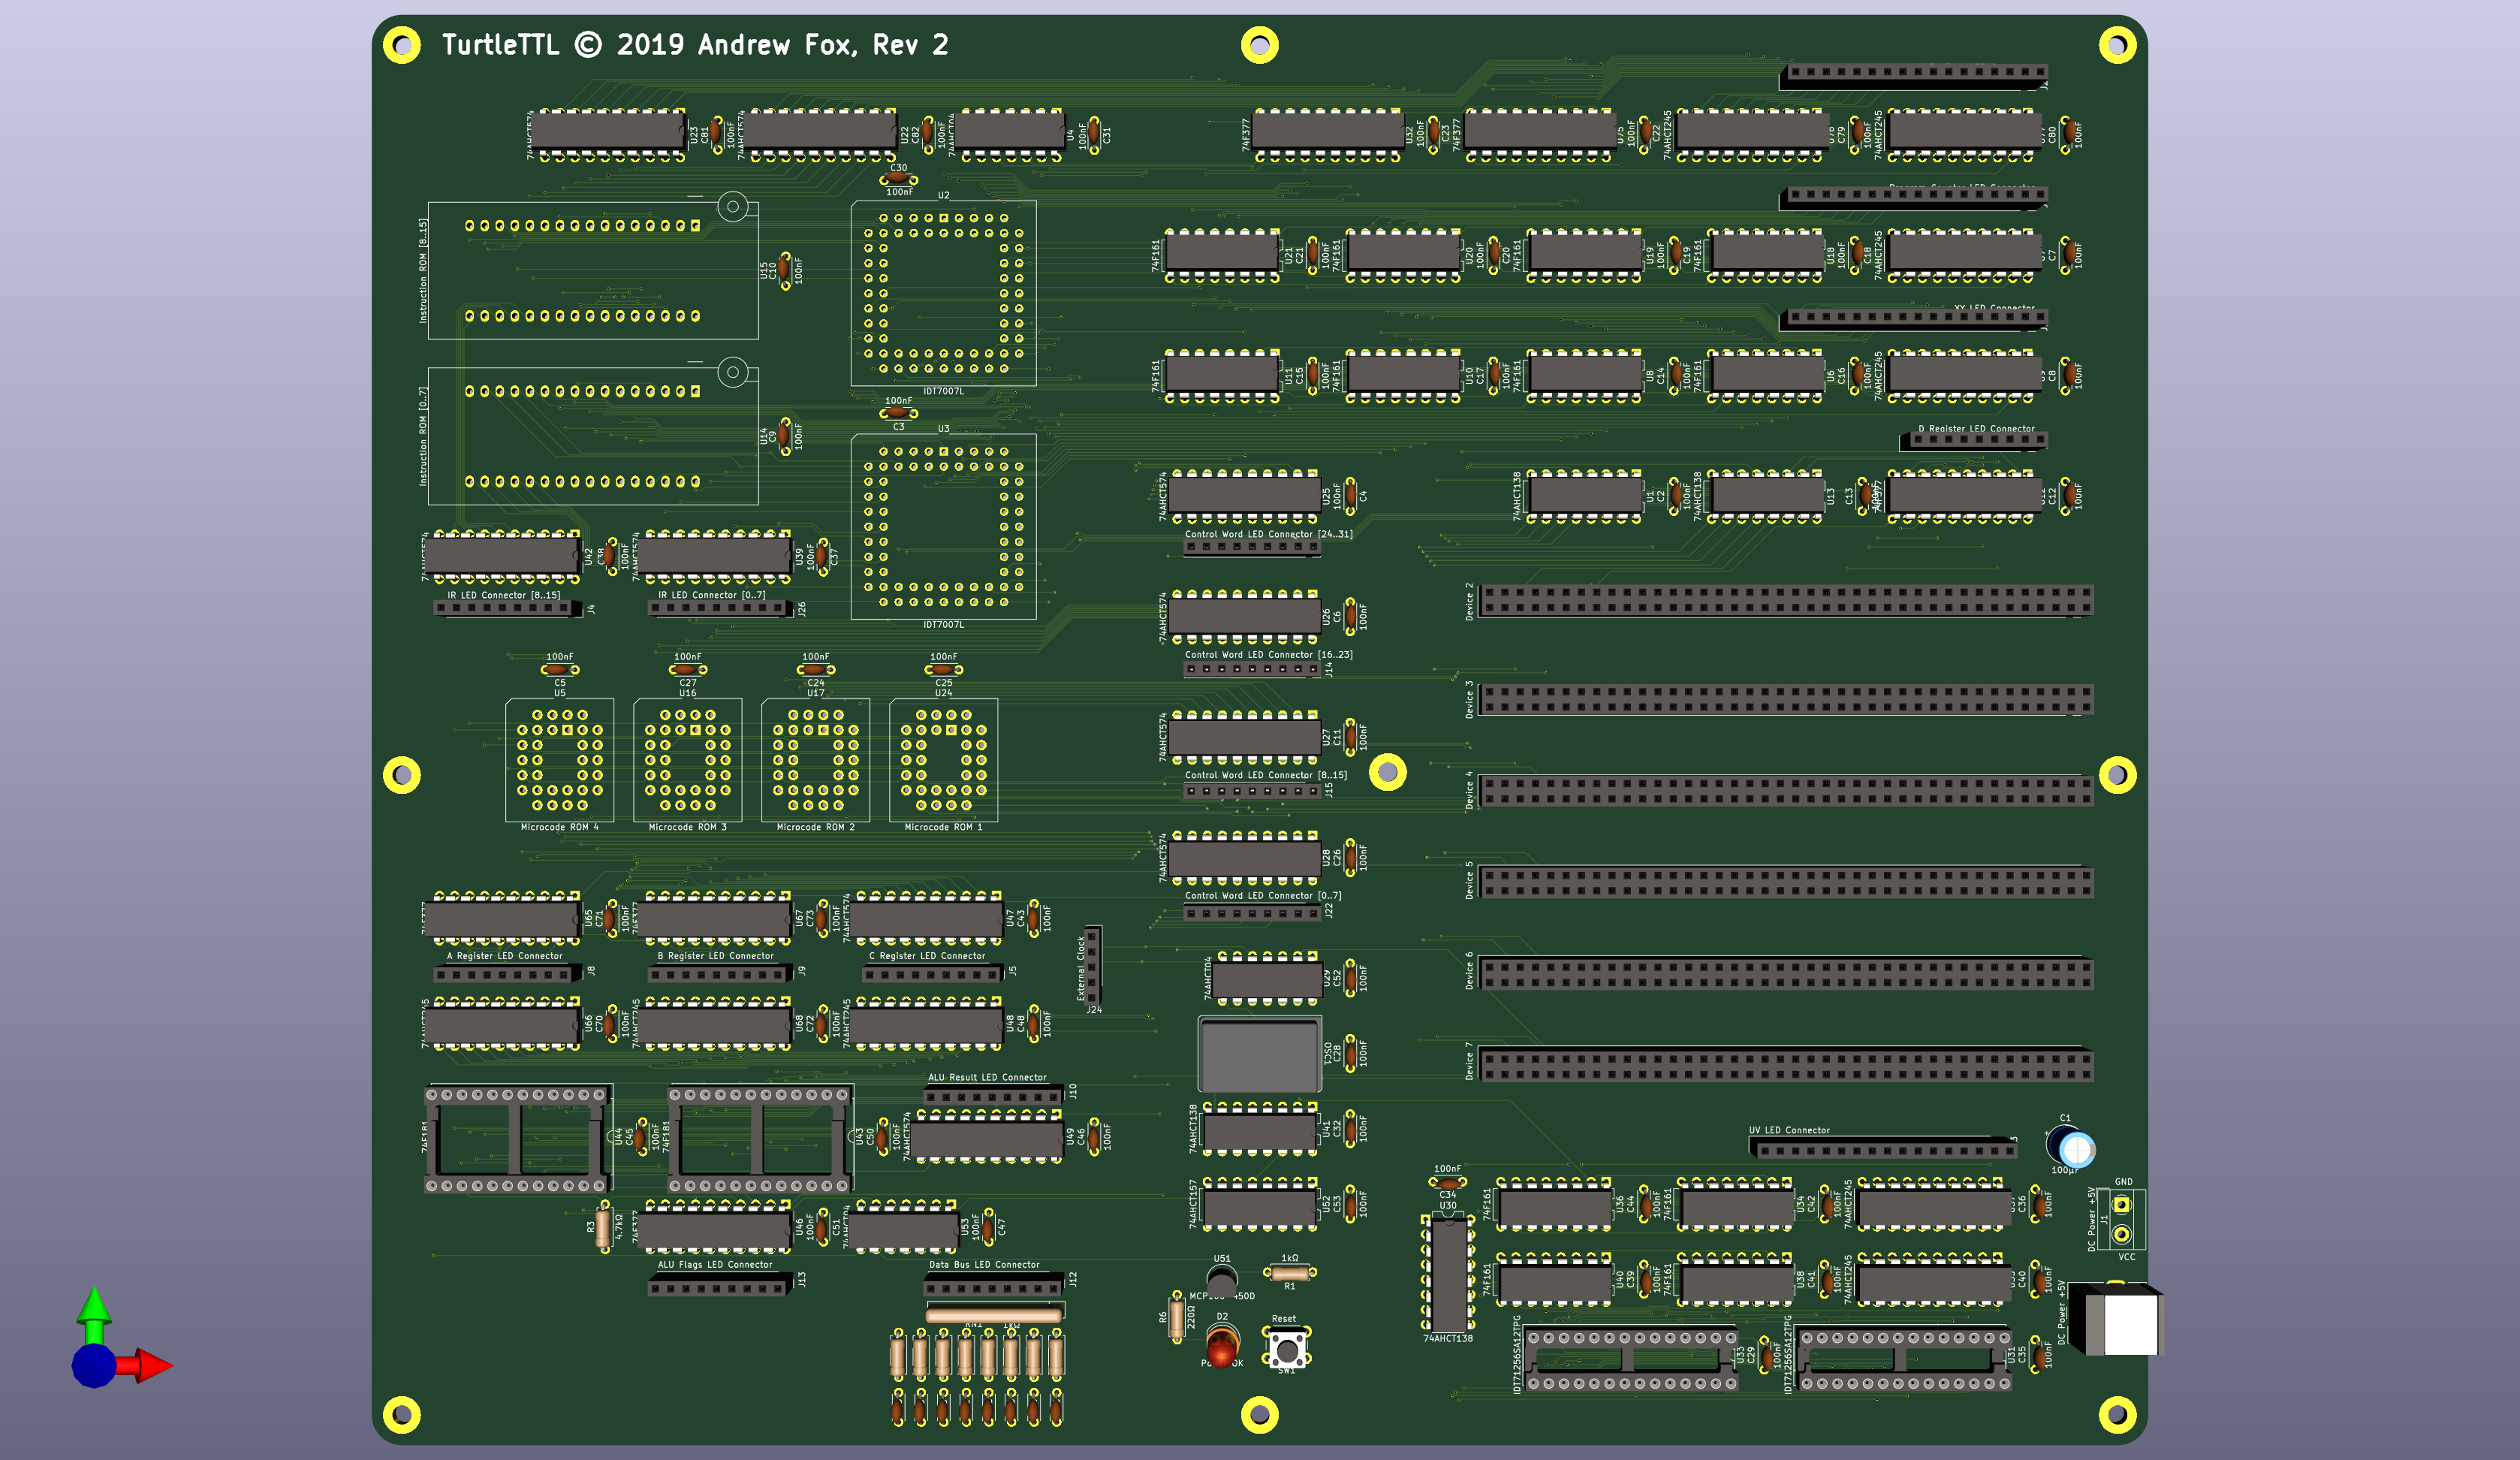 TurtleTTL © 2019 Andrew Fox, Rev 2
U23
C81
100nF
74AHCT574
U22
C82
100nF
U4
100nF
C31
74F377
U32
C23
100nF
74F377
C22
100nF
74AHCT245
C79
100nF
74AHCT245
C80
100nF
C30
100nF
Instruction ROM [8..15]
U15
C10
100nF
U2
IDT7007L
Program Counter LED Connector
74F161
U21
C21
100nF
74F161
U20
C20
100nF
74F161
U19
C19
100nF
74F161
U18
C18
100nF
74AHCT245
C7
100nF
XY LED Connector
Instruction ROM [0..7]
U14
C9
100nF
100nF
C3
U3
IDT7007L
74F161
U11
C15
100nF
74F161
U10
C17
100nF
74F161
U8
C14
100nF
74F161
U6
C16
100nF
74AHCT245
C8
100nF
D Register LED Connector
74AHCT574
U25
100nF
C4
74AHCT138
U1
C2
100nF
74AHCT138
U13
C13
C12
100nF
Control Word LED Connector [24..31]
U42
C38
100nF
U39
100nF
C37
IR LED Connector [8..15]
J4
IR LED Connector [0..7]
J26
74AHCT574
U26
C6
100nF
Device 2
Control Word LED Connector [16..23]
J14
Device 3
100nF
C5
U5
100nF
C27
U16
100nF
C24
U17
100nF
C25
U24
Microcode ROM 4
Microcode ROM 3
Microcode ROM 2
Microcode ROM 1
74AHCT574
U27
C11
100nF
Control Word LED Connector [8..15]
J15
Device 4
74AHCT574
U28
C26
100nF
Device 5
Control Word LED Connector [0..7]
J22
U65
C71
100nF
74F377
U67
C73
100nF
74AHCT574
U47
C43
100nF
A Register LED Connector
J8
B Register LED Connector
J9
C Register LED Connector
J5
External Clock
J24
74AHCT04
U29
C52
100nF
Device 6
U66
C70
100nF
74AHCT245
U68
C72
100nF
74AHCT245
U48
C48
100nF
OSC1
C28
100nF
Device 7
ALU Result LED Connector
J10
74F181
U44
C45
100nF
74F181
U43
C50
100nF
74AHCT574
U49
C46
100nF
74AHCT138
U41
C32
100nF
UV LED Connector
C1
100µF
R3
4.7kΩ
74F377
U46
100nF
C51
U53
100nF
C47
74AHCT157
U52
C53
100nF
100nF
C34
U30
74AHCT138
74F161
U36
C44
100nF
74F161
U34
C42
100nF
74AHCT245
C36
100nF
GND
DC Power +5V
J1
VCC
ALU Flags LED Connector
J13
Data Bus LED Connector
J12
U51
1kΩ
R1
R6
220Ω
D2
Reset
SW1
74F161
U40
C39
100nF
74F161
U38
C41
100nF
74AHCT245
C40
100nF
DC Power +5V
IDT71256SA12TPG
U33
C29
100nF
IDT71256SA12TPG
U31
C35
100nF